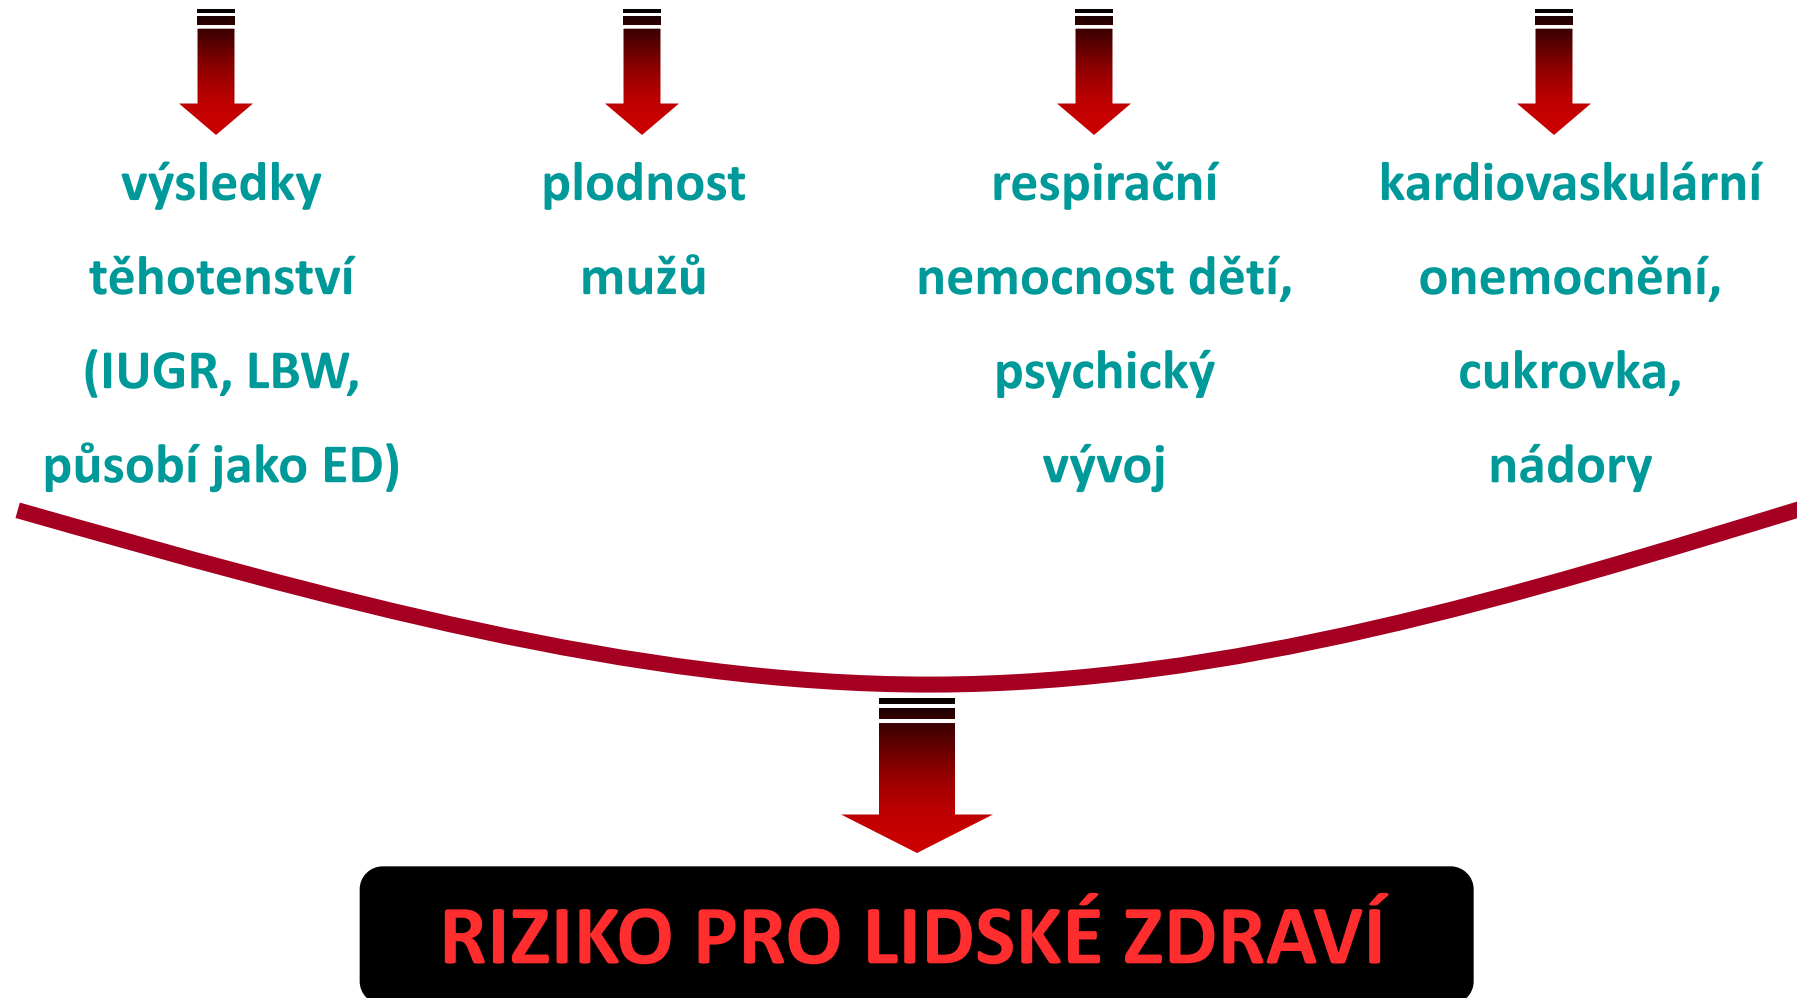 výsledky
těhotenství
(IUGR, LBW,
působí jako ED)
plodnost
mužů
respirační
nemocnost dětí,
psychický
vývoj
kardiovaskulární
onemocnění,
cukrovka,
nádory
RIZIKO PRO LIDSKÉ ZDRAVÍ